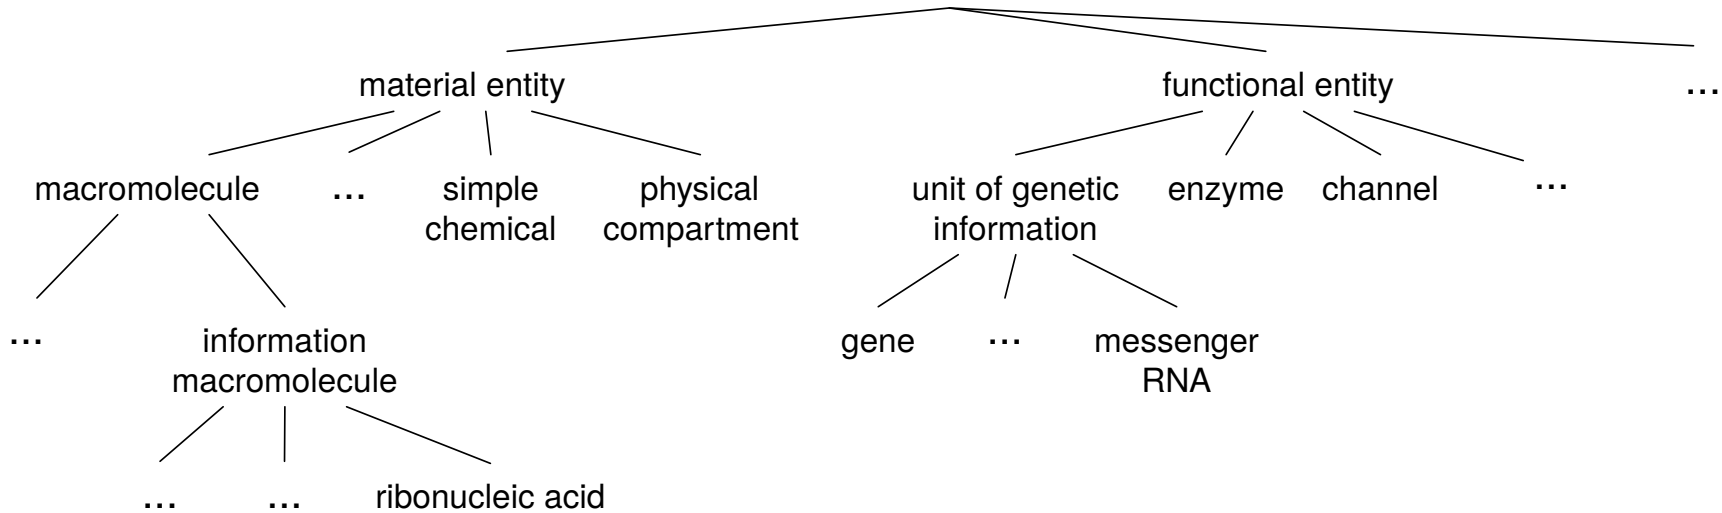 material entity
functional entity
...
macromolecule
...
simple
chemical
physical
compartment
unit of genetic
information
enzyme
channel
...
...
information
macromolecule
gene
...
messenger
RNA
...
...
ribonucleic acid